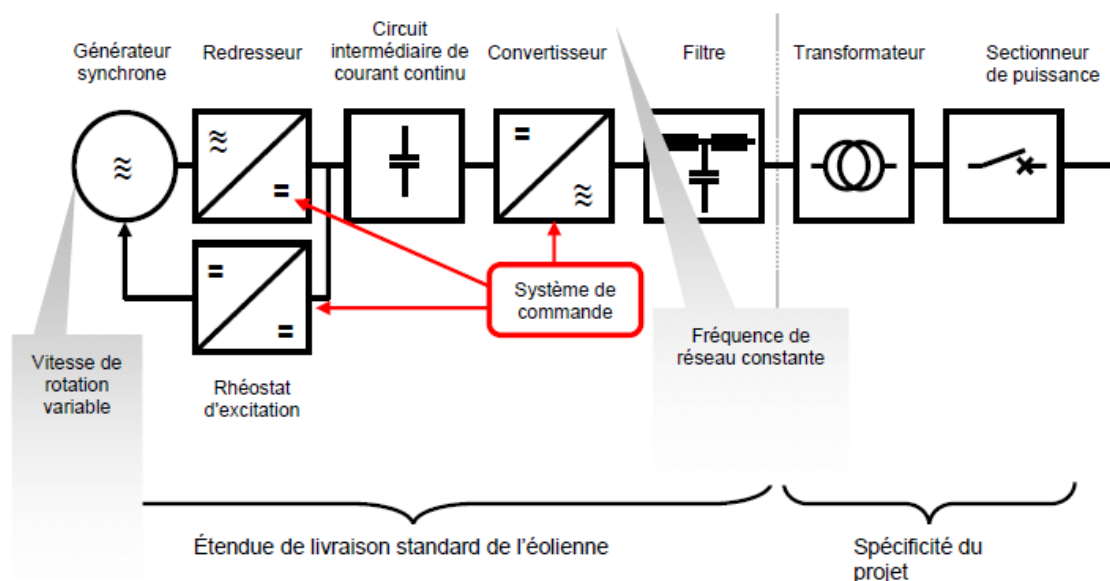 Générateur
synchrone
Redresseur
Circuit
intermédiaire de
courant continu
Convertisseur
Filtre
Transformateur
Sectionneur
de puissance
Système de
commande
Fréquence de
réseau constante
Vitesse de
rotation
variable
Rhéostat
d'excitation
Étendue de livraison standard de l'éolienne
Spécificité du
projet